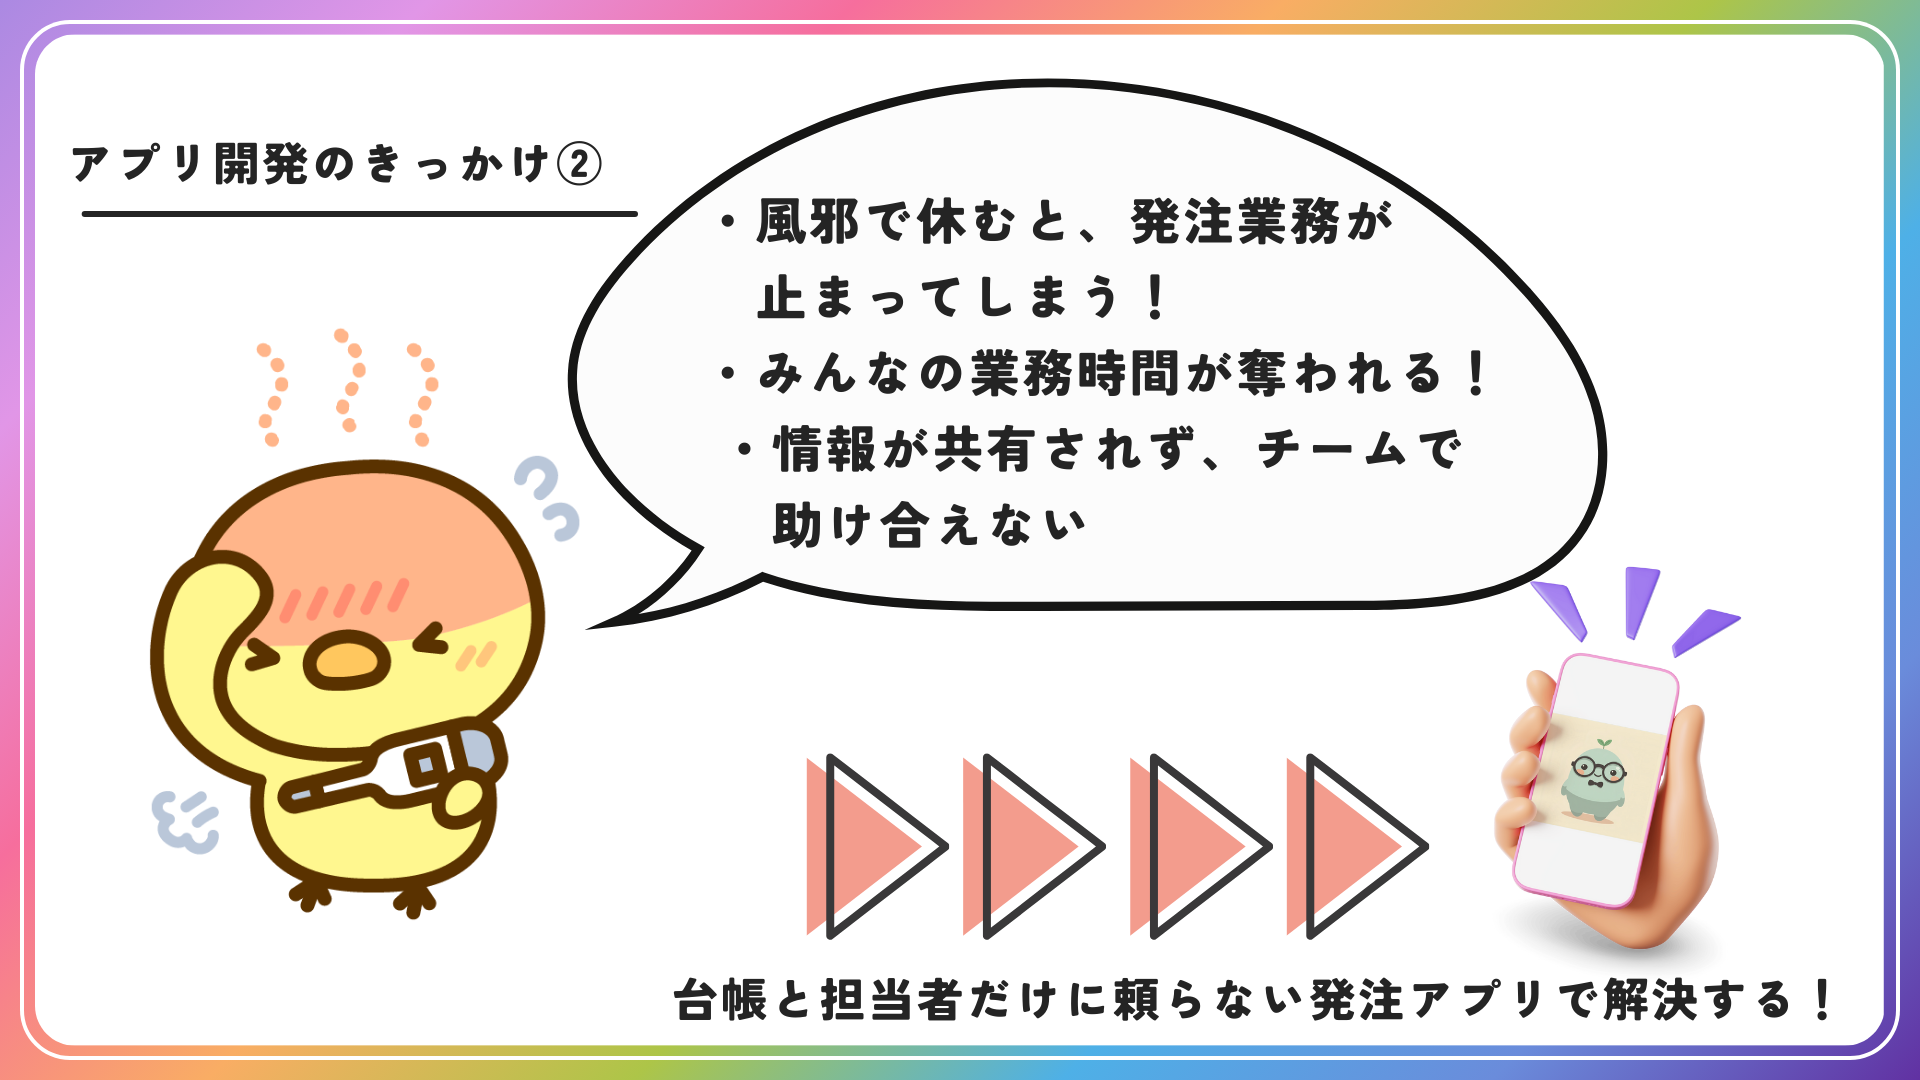 アプリ開発のきっかけ②
・風邪で休むと、発注業務が
止まってしまう！
・みんなの業務時間が奪われる！
・情報が共有されず、チームで
助け合えない
台帳と担当者だけに頼らない発注アプリで解決する！